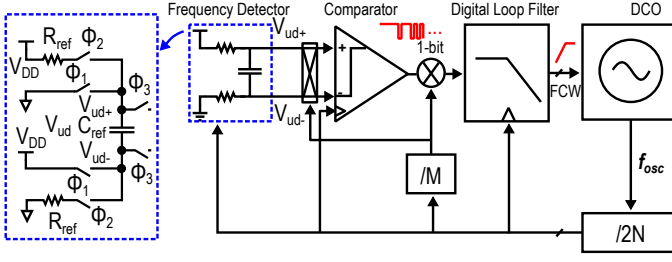 Frequency Detector
Comparator
Digital Loop Filter
DCO
R_ref Φ_2
V_DD
Φ_1
Φ_3
V_ud+
V_ud C_ref
V_DD
V_ud-
Φ_1
Φ_3
Φ_2
R_ref
V_ud+
V_ud-
+
-
1-bit
FCW
f_osc
/M
/2N